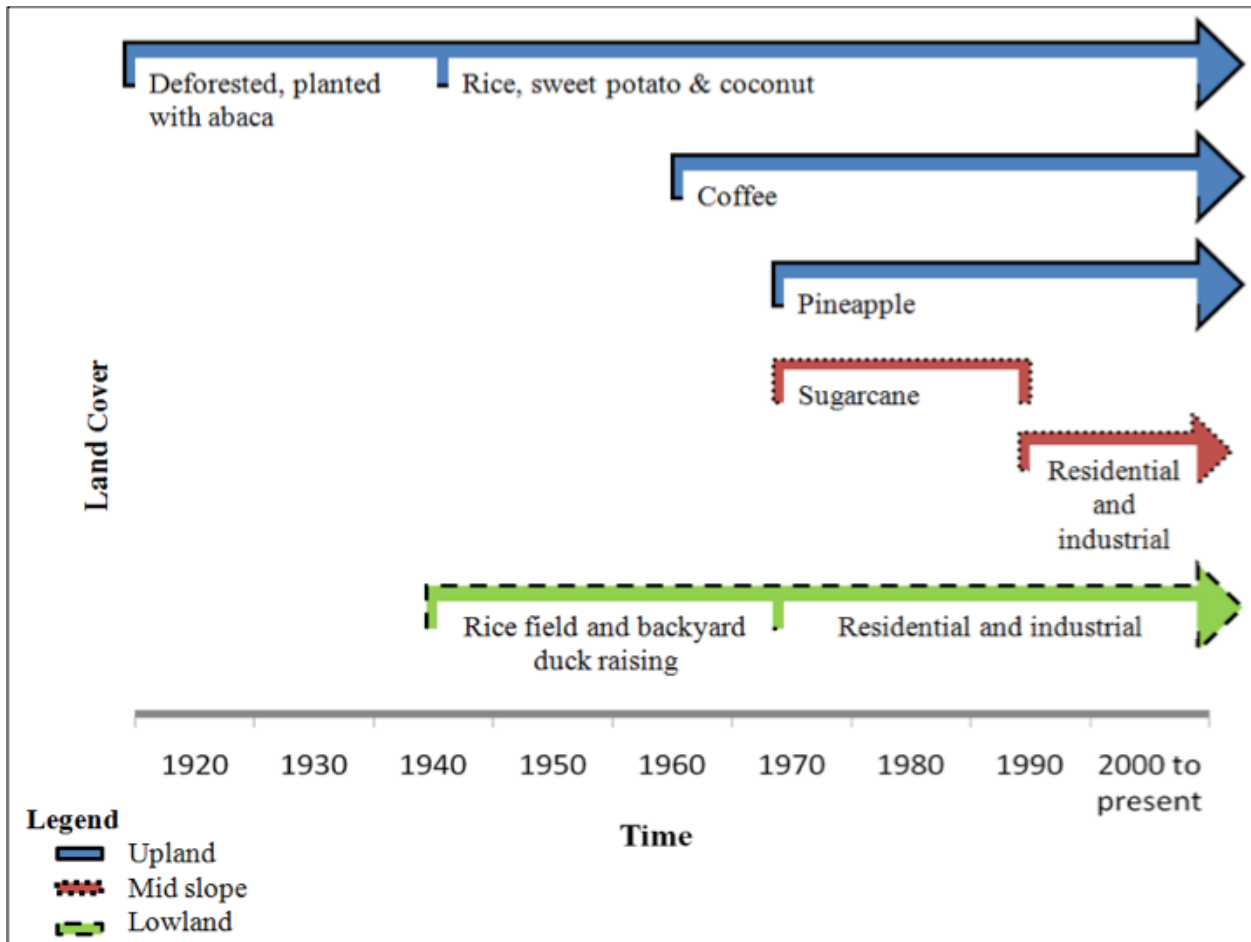 Deforested, planted
with abaca
Rice, sweet potato & coconut
Coffee
Pineapple
Sugarcane
Residential
and
industrial
Rice field and backyard
duck raising
Residential and industrial
Land Cover
1920 1930 1940 1950 1960 1970 1980 1990 2000 to
present
Time
Legend
Upland
Mid slope
Lowland